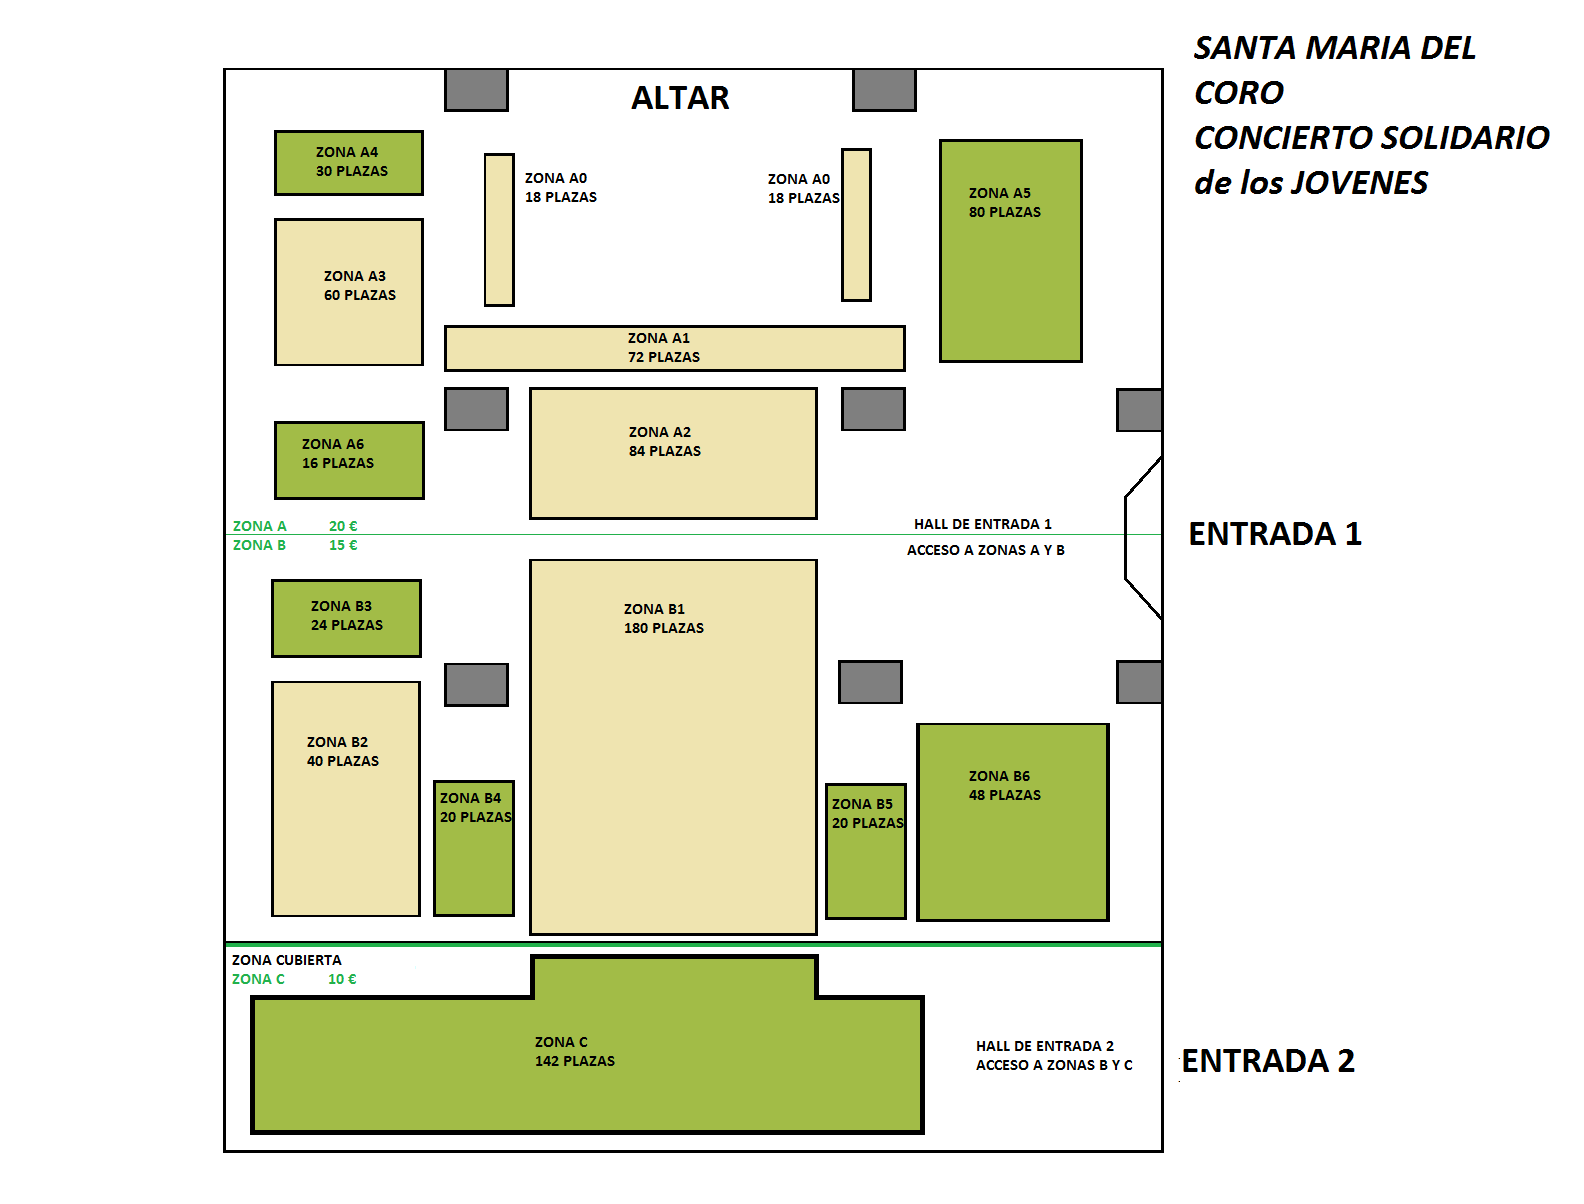 SANTA MARIA DEL
CORO
CONCIERTO SOLIDARIO
de los JOVENES
ALTAR
ZONA A4
30 PLAZAS
ZONA A0
18 PLAZAS
ZONA A0
18 PLAZAS
ZONA A5
80 PLAZAS
ZONA A3
60 PLAZAS
ZONA A1
72 PLAZAS
ZONA A6
16 PLAZAS
ZONA A2
84 PLAZAS
ZONA A 20 €
ZONA B 15 €
HALL DE ENTRADA 1
ACCESO A ZONAS A Y B
ENTRADA 1
ZONA B3
24 PLAZAS
ZONA B1
180 PLAZAS
ZONA B2
40 PLAZAS
ZONA B4
20 PLAZAS
ZONA B5
20 PLAZAS
ZONA B6
48 PLAZAS
ZONA CUBIERTA
ZONA C 10 €
ZONA C
142 PLAZAS
HALL DE ENTRADA 2
ACCESO A ZONAS B Y C
ENTRADA 2